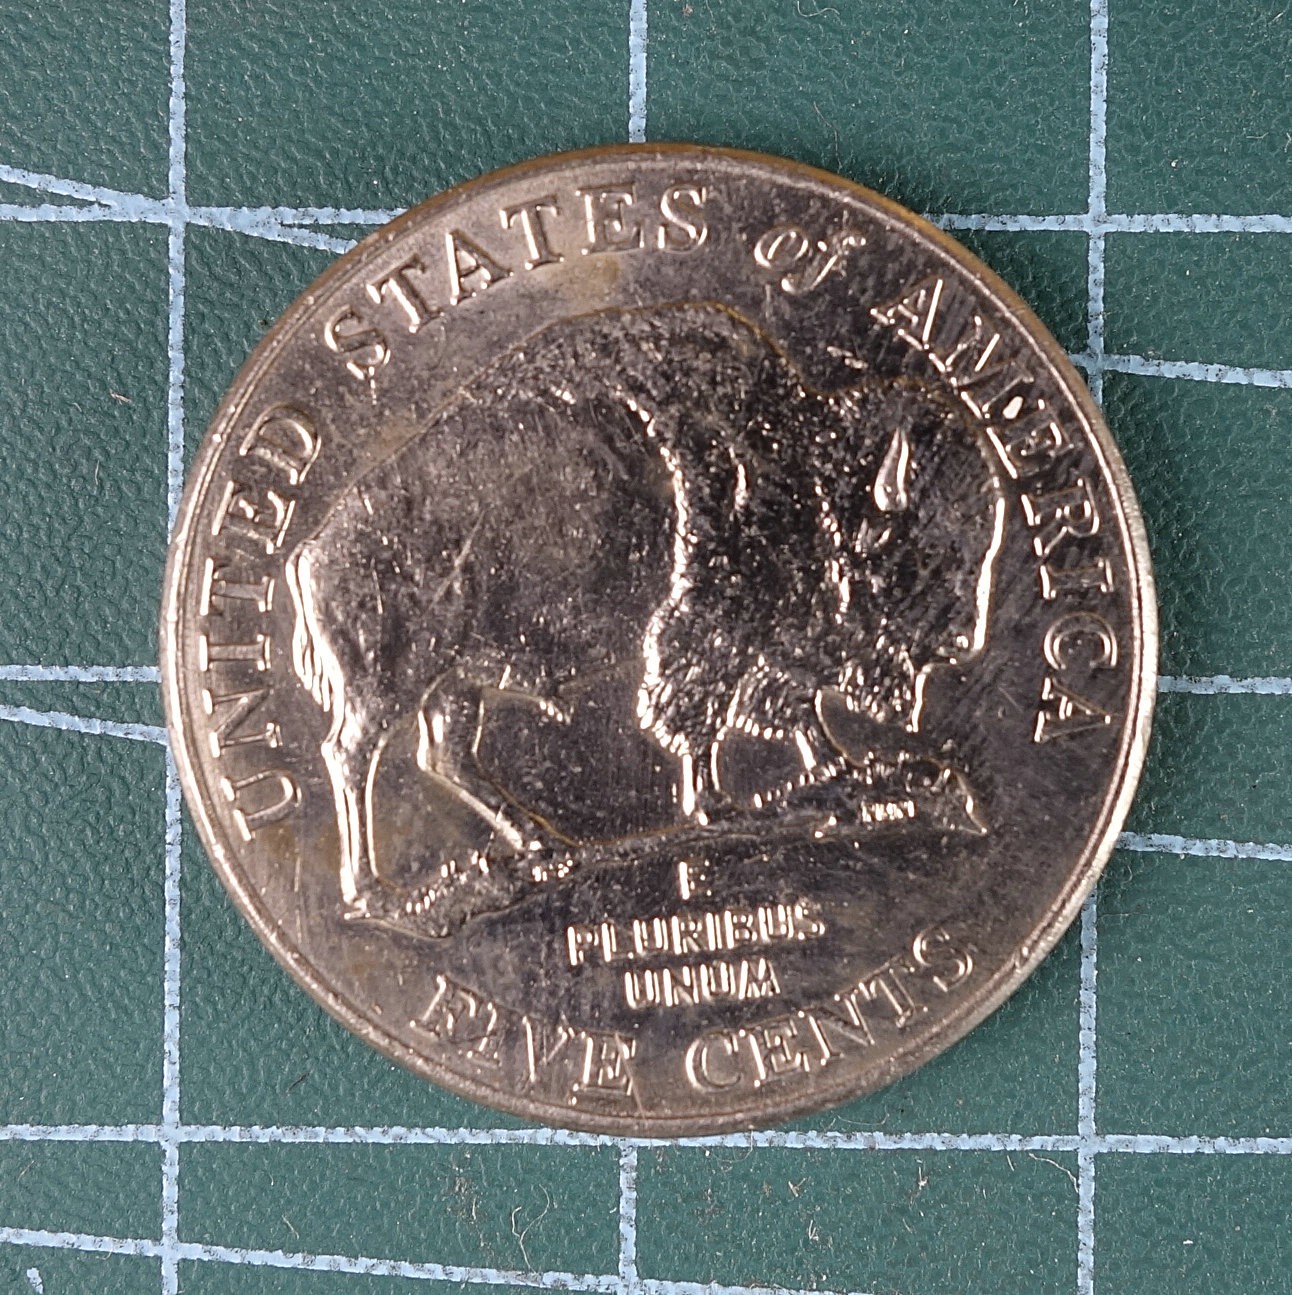 UNITED STATES of AMERICA
E
PLURIBUS
UNUM
FIVE CENTS